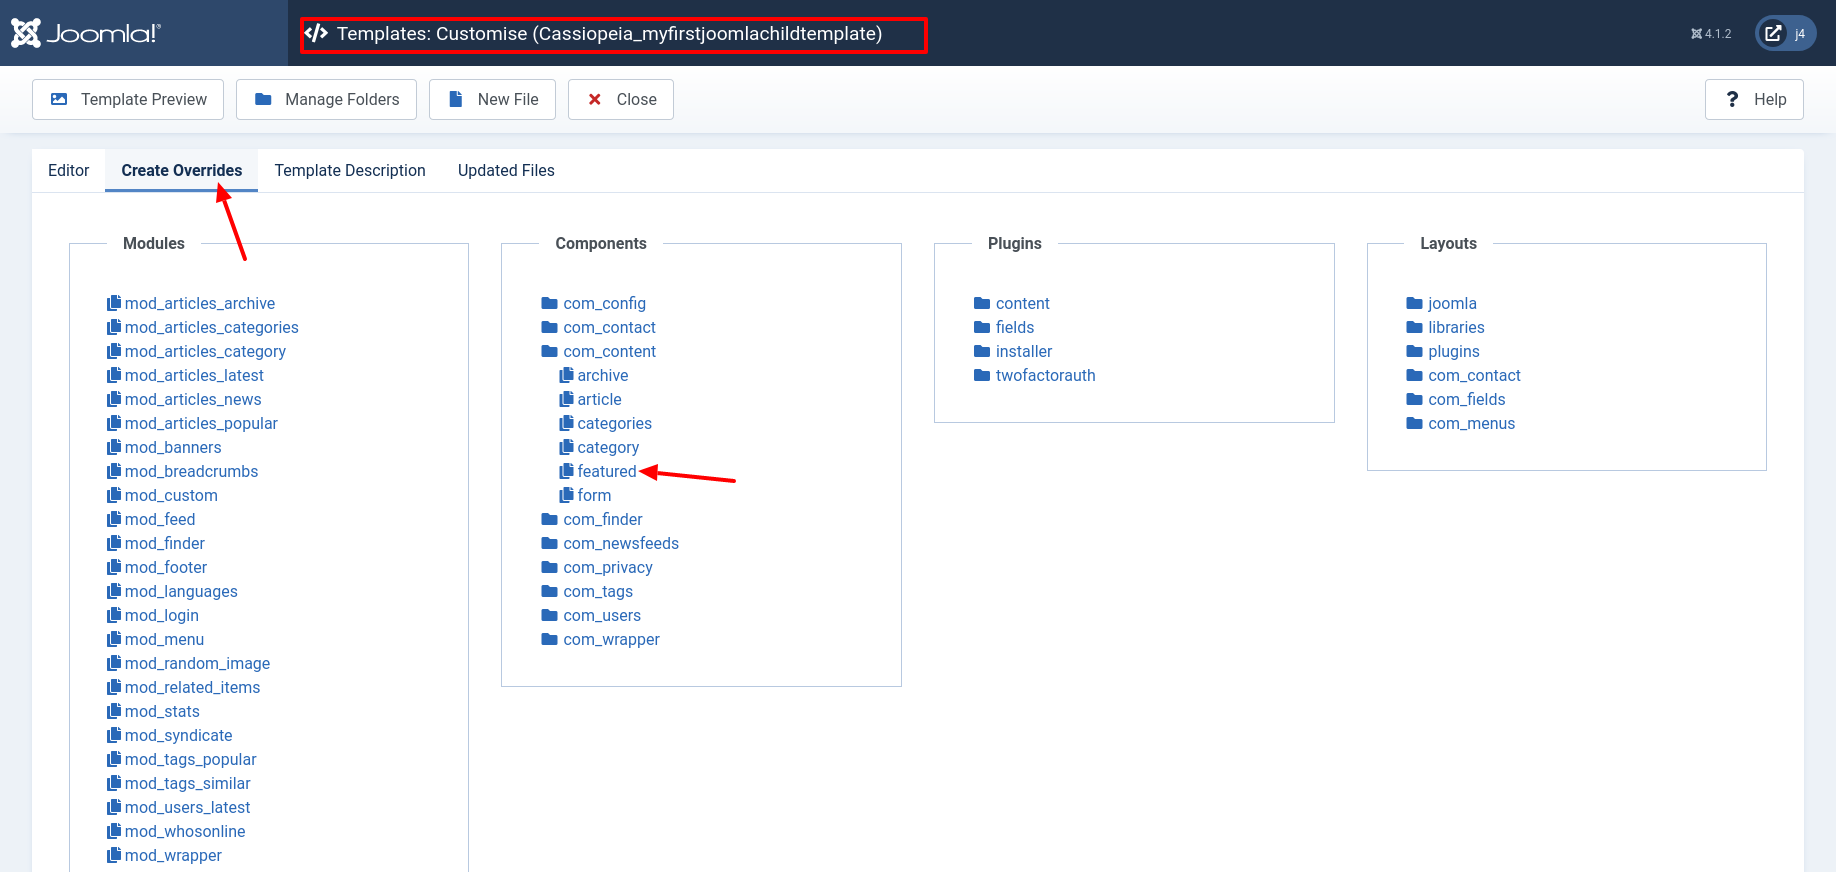 Joomla!®
Templates: Customise (Cassiopeia_myfirstjoomlachildtemplate)
4.1.2
j4
Template Preview
Manage Folders
New File
Close
? Help
Editor
Create Overrides
Template Description
Updated Files
Modules
mod_articles_archive
mod_articles_categories
mod_articles_category
mod_articles_latest
mod_articles_news
mod_articles_popular
mod_banners
mod_breadcrumbs
mod_custom
mod_feed
mod_finder
mod_footer
mod_languages
mod_login
mod_menu
mod_random_image
mod_related_items
mod_stats
mod_syndicate
mod_tags_popular
mod_tags_similar
mod_users_latest
mod_whosonline
mod_wrapper
Components
com_config
com_contact
com_content
archive
article
categories
category
featured
form
com_finder
com_newsfeeds
com_privacy
com_tags
com_users
com_wrapper
Plugins
content
fields
installer
twofactorauth
Layouts
joomla
libraries
plugins
com_contact
com_fields
com_menus